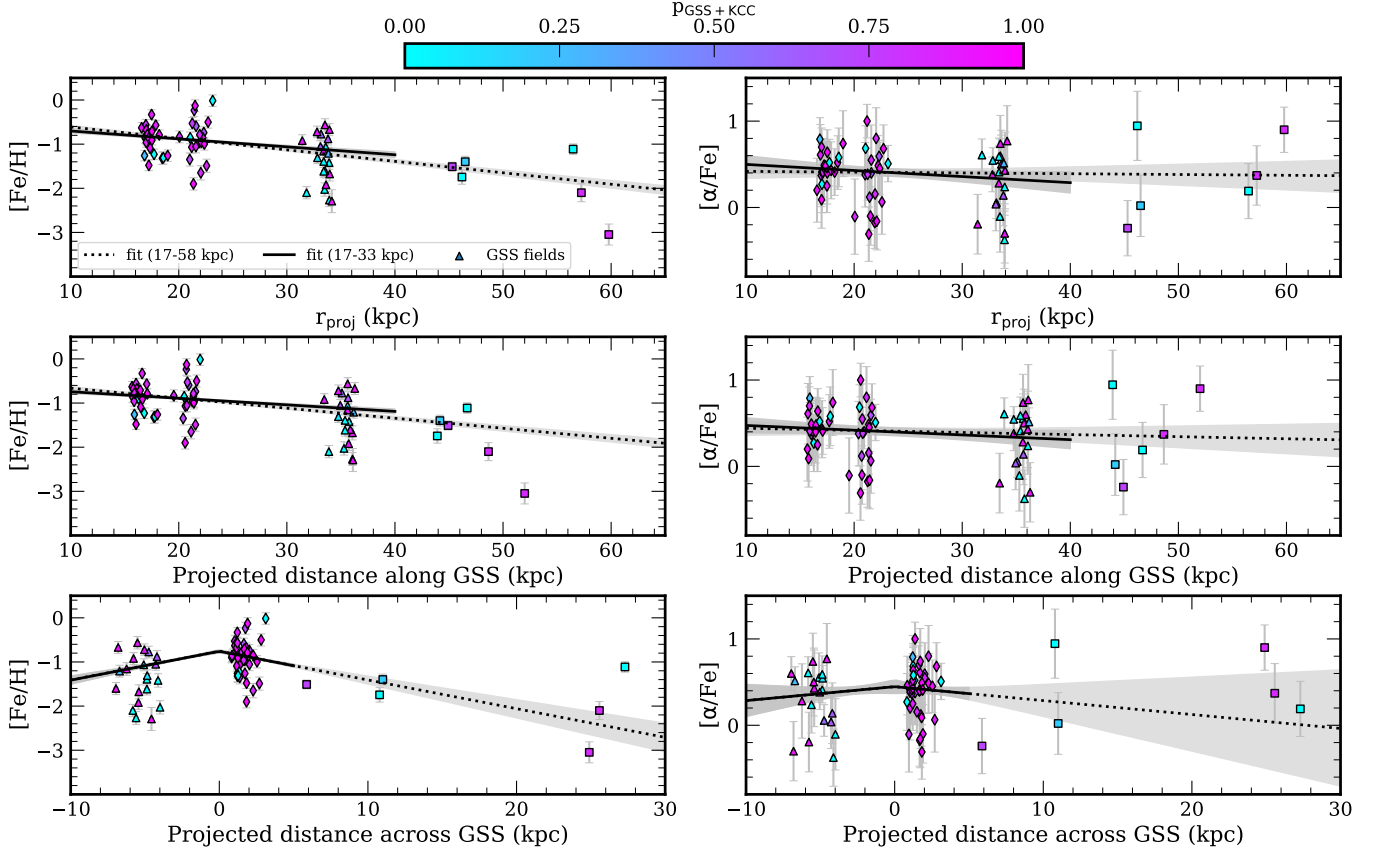 pGSS+KCC
0.00 0.25 0.50 0.75 1.00
[Fe/H]
0
−1
−2
−3
fit (17-58 kpc) fit (17-33 kpc) GSS fields
10 20 30 40 50 60
rproj (kpc)
[α/Fe]
1
0
10 20 30 40 50 60
rproj (kpc)
[Fe/H]
0
−1
−2
−3
10 20 30 40 50 60
Projected distance along GSS (kpc)
[α/Fe]
1
0
10 20 30 40 50 60
Projected distance along GSS (kpc)
[Fe/H]
0
−1
−2
−3
−10 0 10 20 30
Projected distance across GSS (kpc)
[α/Fe]
1
0
−10 0 10 20 30
Projected distance across GSS (kpc)